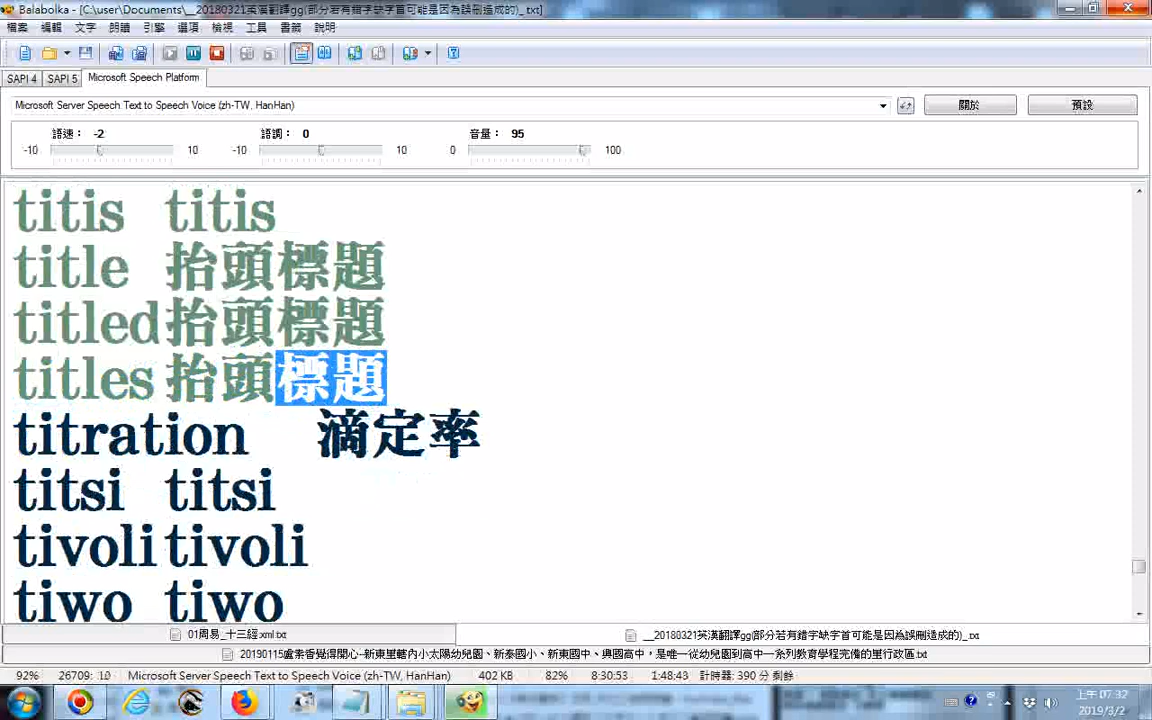 Balabolka - [C:\user\Documents\__20180321英漢翻譯gg(部分若有錯字缺字首可能是因為誤刪造成的)_.txt]
檔案 編輯 文字 朗讀 引擎 選項 檢視 工具 書籤 說明
SAPI 4 SAPI 5 Microsoft Speech Platform
Microsoft Server Speech Text to Speech Voice (zh-TW, HanHan) 關於 預設
語速： -2 語調： 0 音量： 95
-10 10 -10 10 0 100
titis titis
title 抬頭標題
titled 抬頭標題
titles 抬頭標題
titration 滴定率
titsi titsi
tivoli tivoli
tiwo tiwo
01周易_十三經.xml.txt __20180321英漢翻譯gg(部分若有錯字缺字首可能是因為誤刪造成的)_.txt
20190115盧素香覺得開心-新東里轄內小太陽幼兒園、新泰國小、新東國中、興國高中，是唯一從幼兒園到高中一系列教育學程完備的里行政區.txt
92% 26709: 10 Microsoft Server Speech Text to Speech Voice (zh-TW, HanHan) 402 KB 82% 8:30:53 1:48:43 計時器: 390 分 剩餘
上午 07:32
2019/3/2